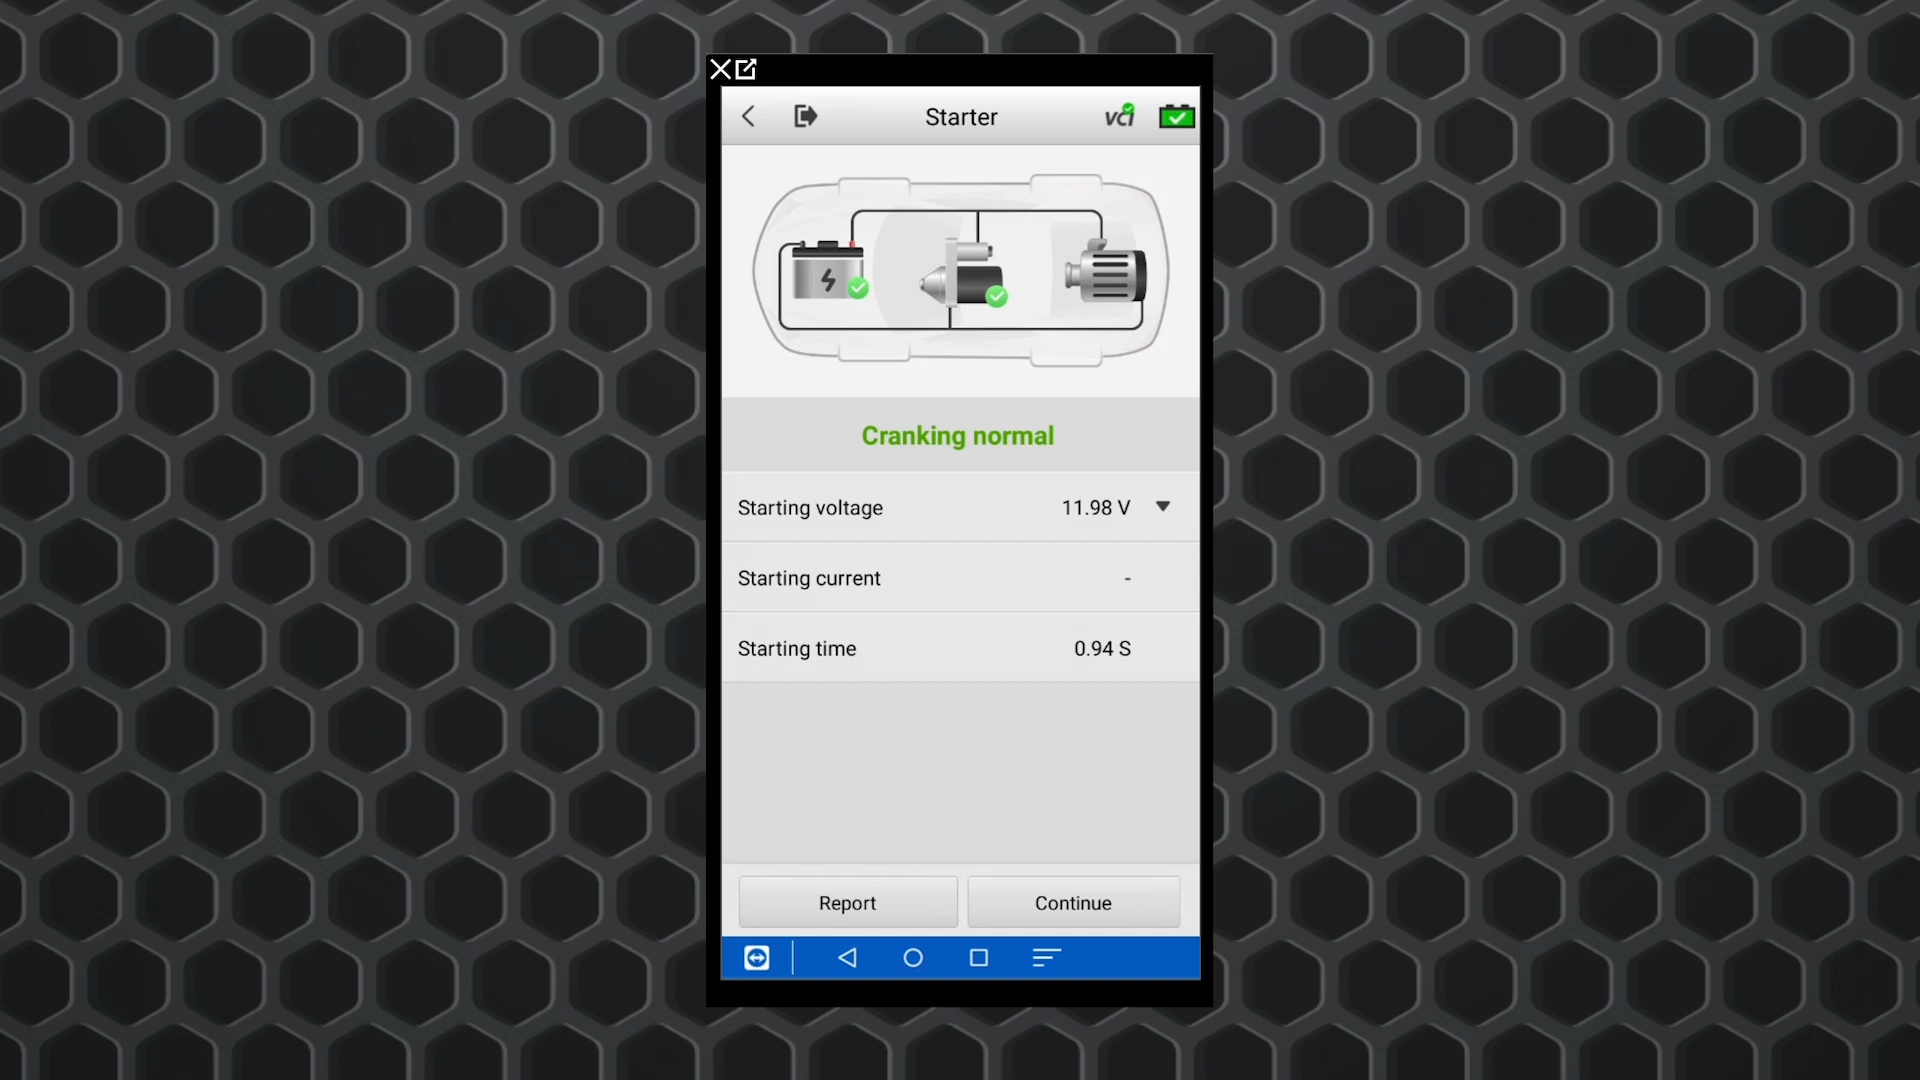 Starter
VCI
Cranking normal
Starting voltage 11.98 V
Starting current -
Starting time 0.94 S
Report Continue